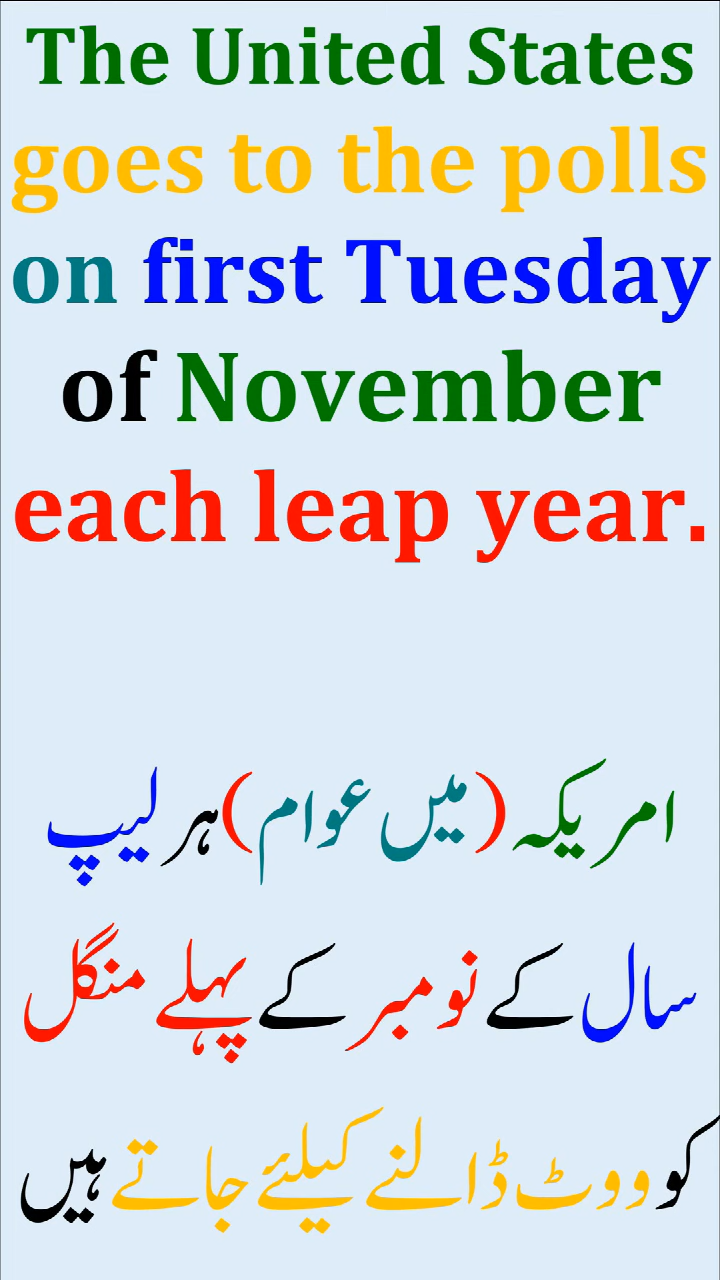 The United States
goes to the polls
on first Tuesday
of November
each leap year.
امریکہ (میں عوام) ہر لیپ
سال کے نومبر کے پہلے منگل
کو ووٹ ڈالنے کیلئے جاتے ہیں